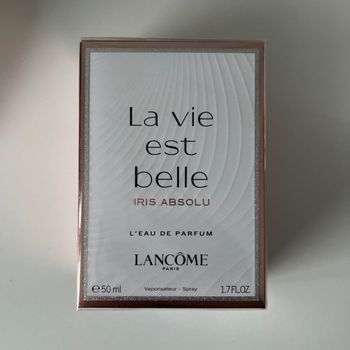 La vie
est
belle
IRIS ABSOLU
L'EAU DE PARFUM
LANCÔME
PARIS
Vaporisateur - Spray
℮ 50 ml 1.7 FL.OZ.